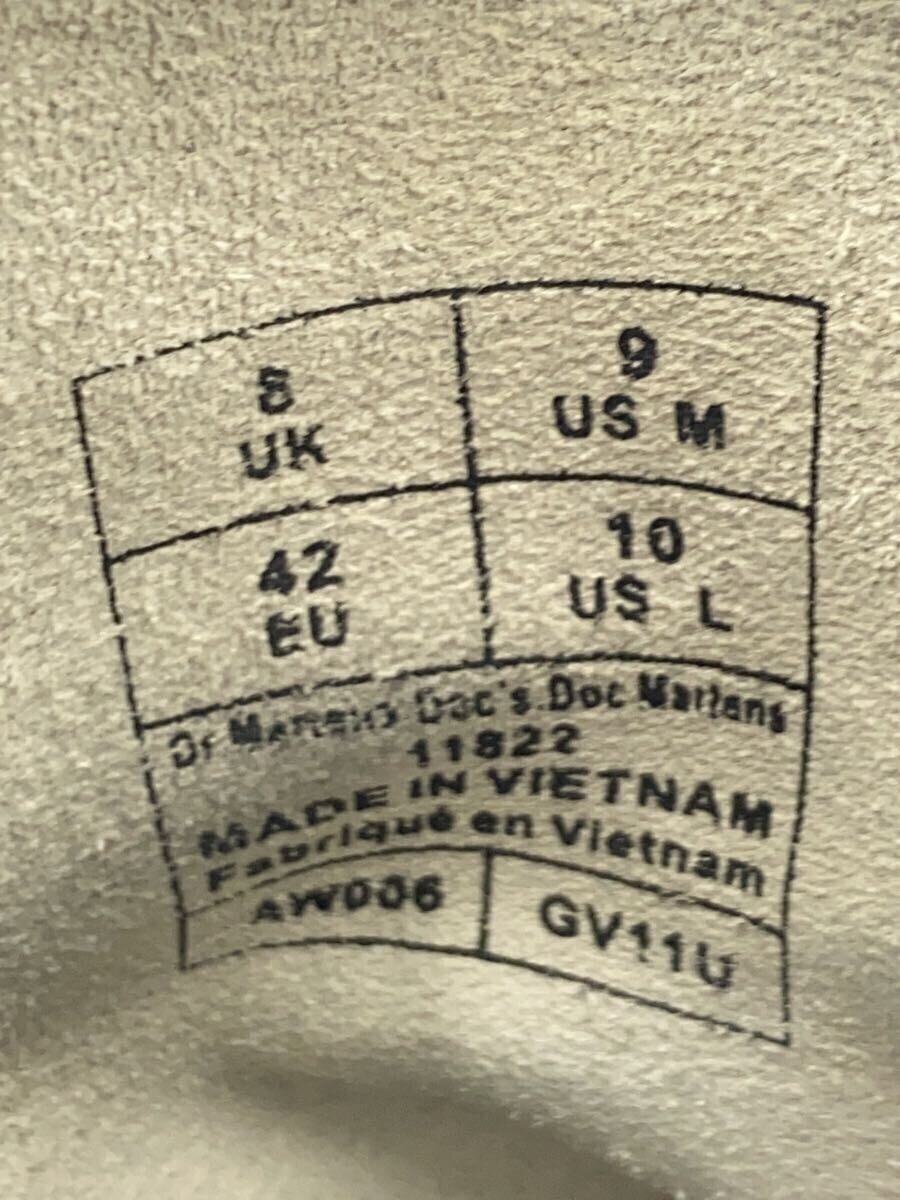 8
UK
9
US M
42
EU
10
US L
Dr Martens Doc's.Doc Martens
11822
MADE IN VIETNAM
Fabriqué en Vietnam
AW006
GV11U